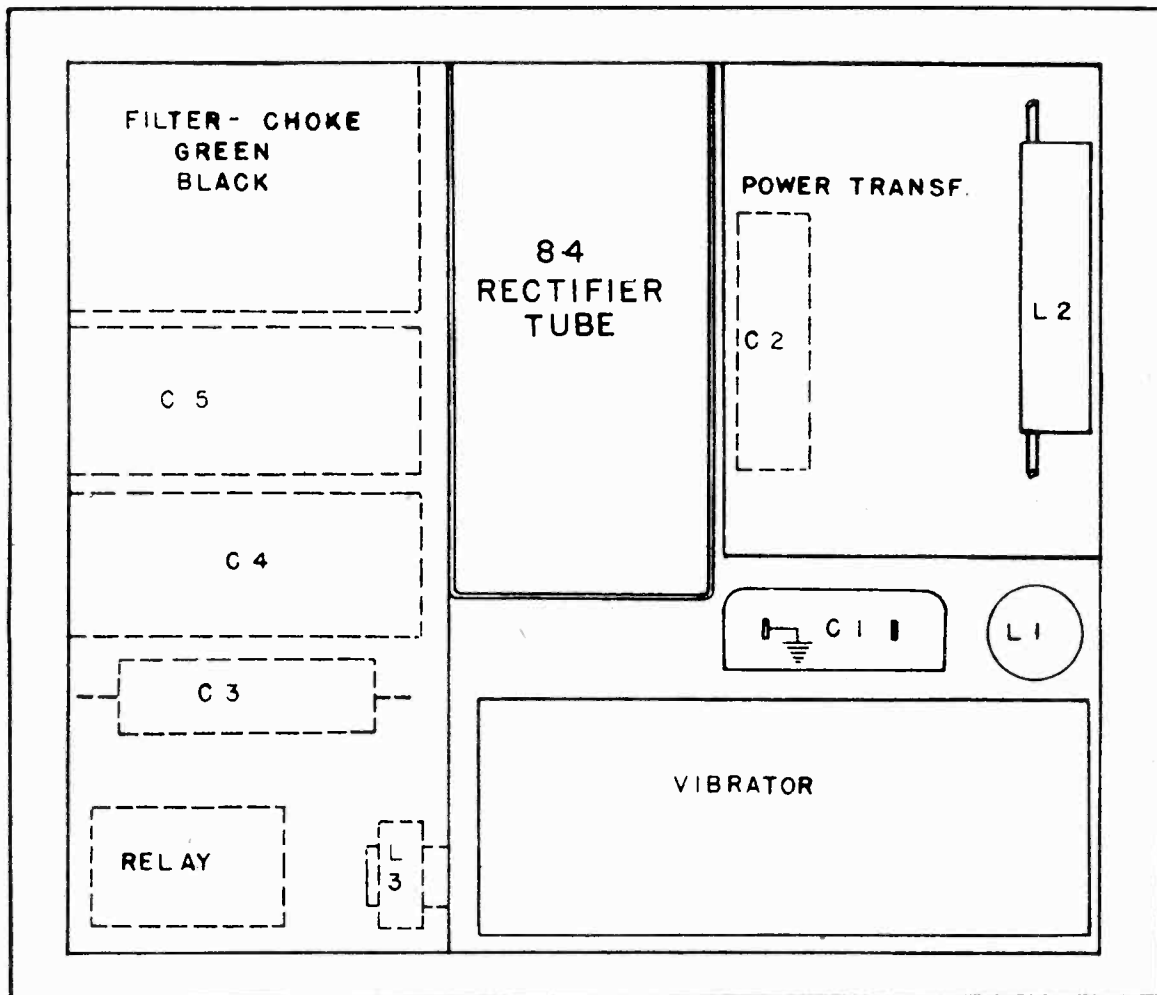 FILTER- CHOKE
GREEN
BLACK
84
RECTIFIER
TUBE
POWER TRANSF.
C 2
L 2
C 5
C 4
C 3
C 1
L 1
VIBRATOR
RELAY
L
3